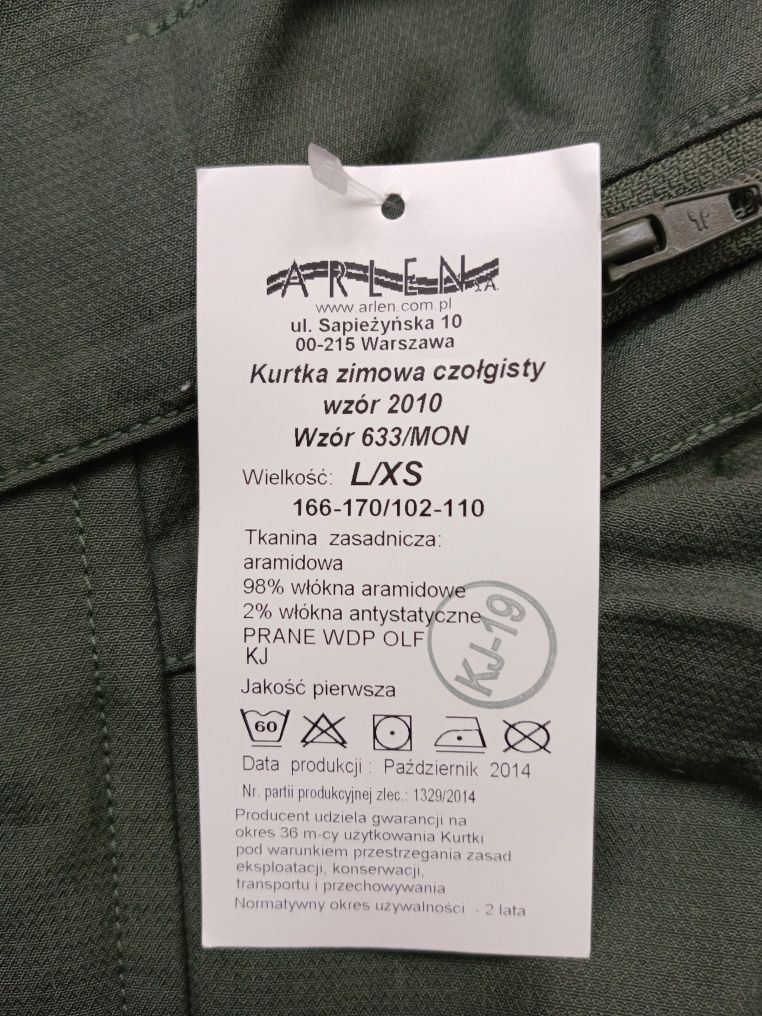 ARLEN S.A.
www.arlen.com.pl
ul. Sapieżyńska 10
00-215 Warszawa
Kurtka zimowa czołgisty
wzór 2010
Wzór 633/MON
Wielkość: L/XS
166-170/102-110
Tkanina zasadnicza:
aramidowa
98% włókna aramidowe
2% włókna antystatyczne
PRANE WDP OLF
KJ
KJ-19
Jakość pierwsza
60
Data produkcji : Październik 2014
Nr. partii produkcyjnej zlec.: 1329/2014
Producent udziela gwarancji na
okres 36 m-cy użytkowania Kurtki
pod warunkiem przestrzegania zasad
eksploatacji, konserwacji,
transportu i przechowywania
Normatywny okres używalności - 2 lata